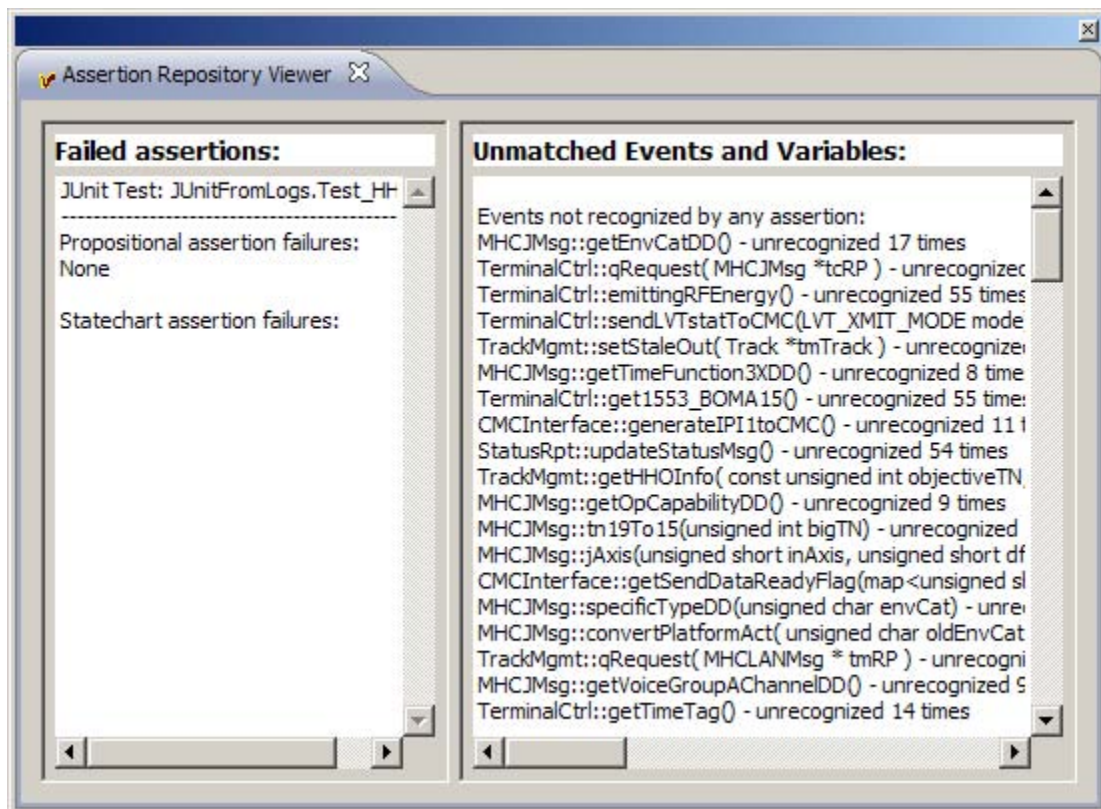 Assertion Repository Viewer
Failed assertions:
JUnit Test: JUnitFromLogs.Test_HH
----------------------------------------
Propositional assertion failures:
None
Statechart assertion failures:
Unmatched Events and Variables:
Events not recognized by any assertion:
MHCJMsg::getEnvCatDD() - unrecognized 17 times
TerminalCtrl::qRequest( MHCJMsg *tcRP ) - unrecognized
TerminalCtrl::emittingRFEnergy() - unrecognized 55 times
TerminalCtrl::sendLVTstatToCMC(LVT_XMIT_MODE mode
TrackMgmt::setStaleOut( Track *tmTrack ) - unrecognized
MHCJMsg::getTimeFunction3XDD() - unrecognized 8 time
TerminalCtrl::get1553_BOMA15() - unrecognized 55 times
CMCInterface::generateIPI1toCMC() - unrecognized 11 t
StatusRpt::updateStatusMsg() - unrecognized 54 times
TrackMgmt::getHHOInfo( const unsigned int objectiveTN,
MHCJMsg::getOpCapabilityDD() - unrecognized 9 times
MHCJMsg::tn19To15(unsigned int bigTN) - unrecognized
MHCJMsg::jAxis(unsigned short inAxis, unsigned short df
CMCInterface::getSendDataReadyFlag(map<unsigned sl
MHCJMsg::specificTypeDD(unsigned char envCat) - unre
MHCJMsg::convertPlatformAct( unsigned char oldEnvCat
TrackMgmt::qRequest( MHCLANMsg * tmRP ) - unrecogni
MHCJMsg::getVoiceGroupAChannelDD() - unrecognized 9
TerminalCtrl::getTimeTag() - unrecognized 14 times